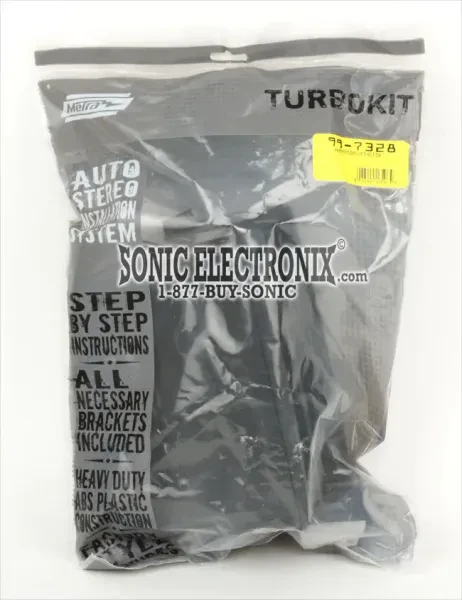 Metra
TURBOKIT
99-7328
AUTO
STEREO
INSTALLATION
SYSTEM
SONIC ELECTRONIX.com ©
1-877-BUY-SONIC
STEP
BY STEP
INSTRUCTIONS
ALL
NECESSARY
BRACKETS
INCLUDED
HEAVY DUTY
ABS PLASTIC
CONSTRUCTION